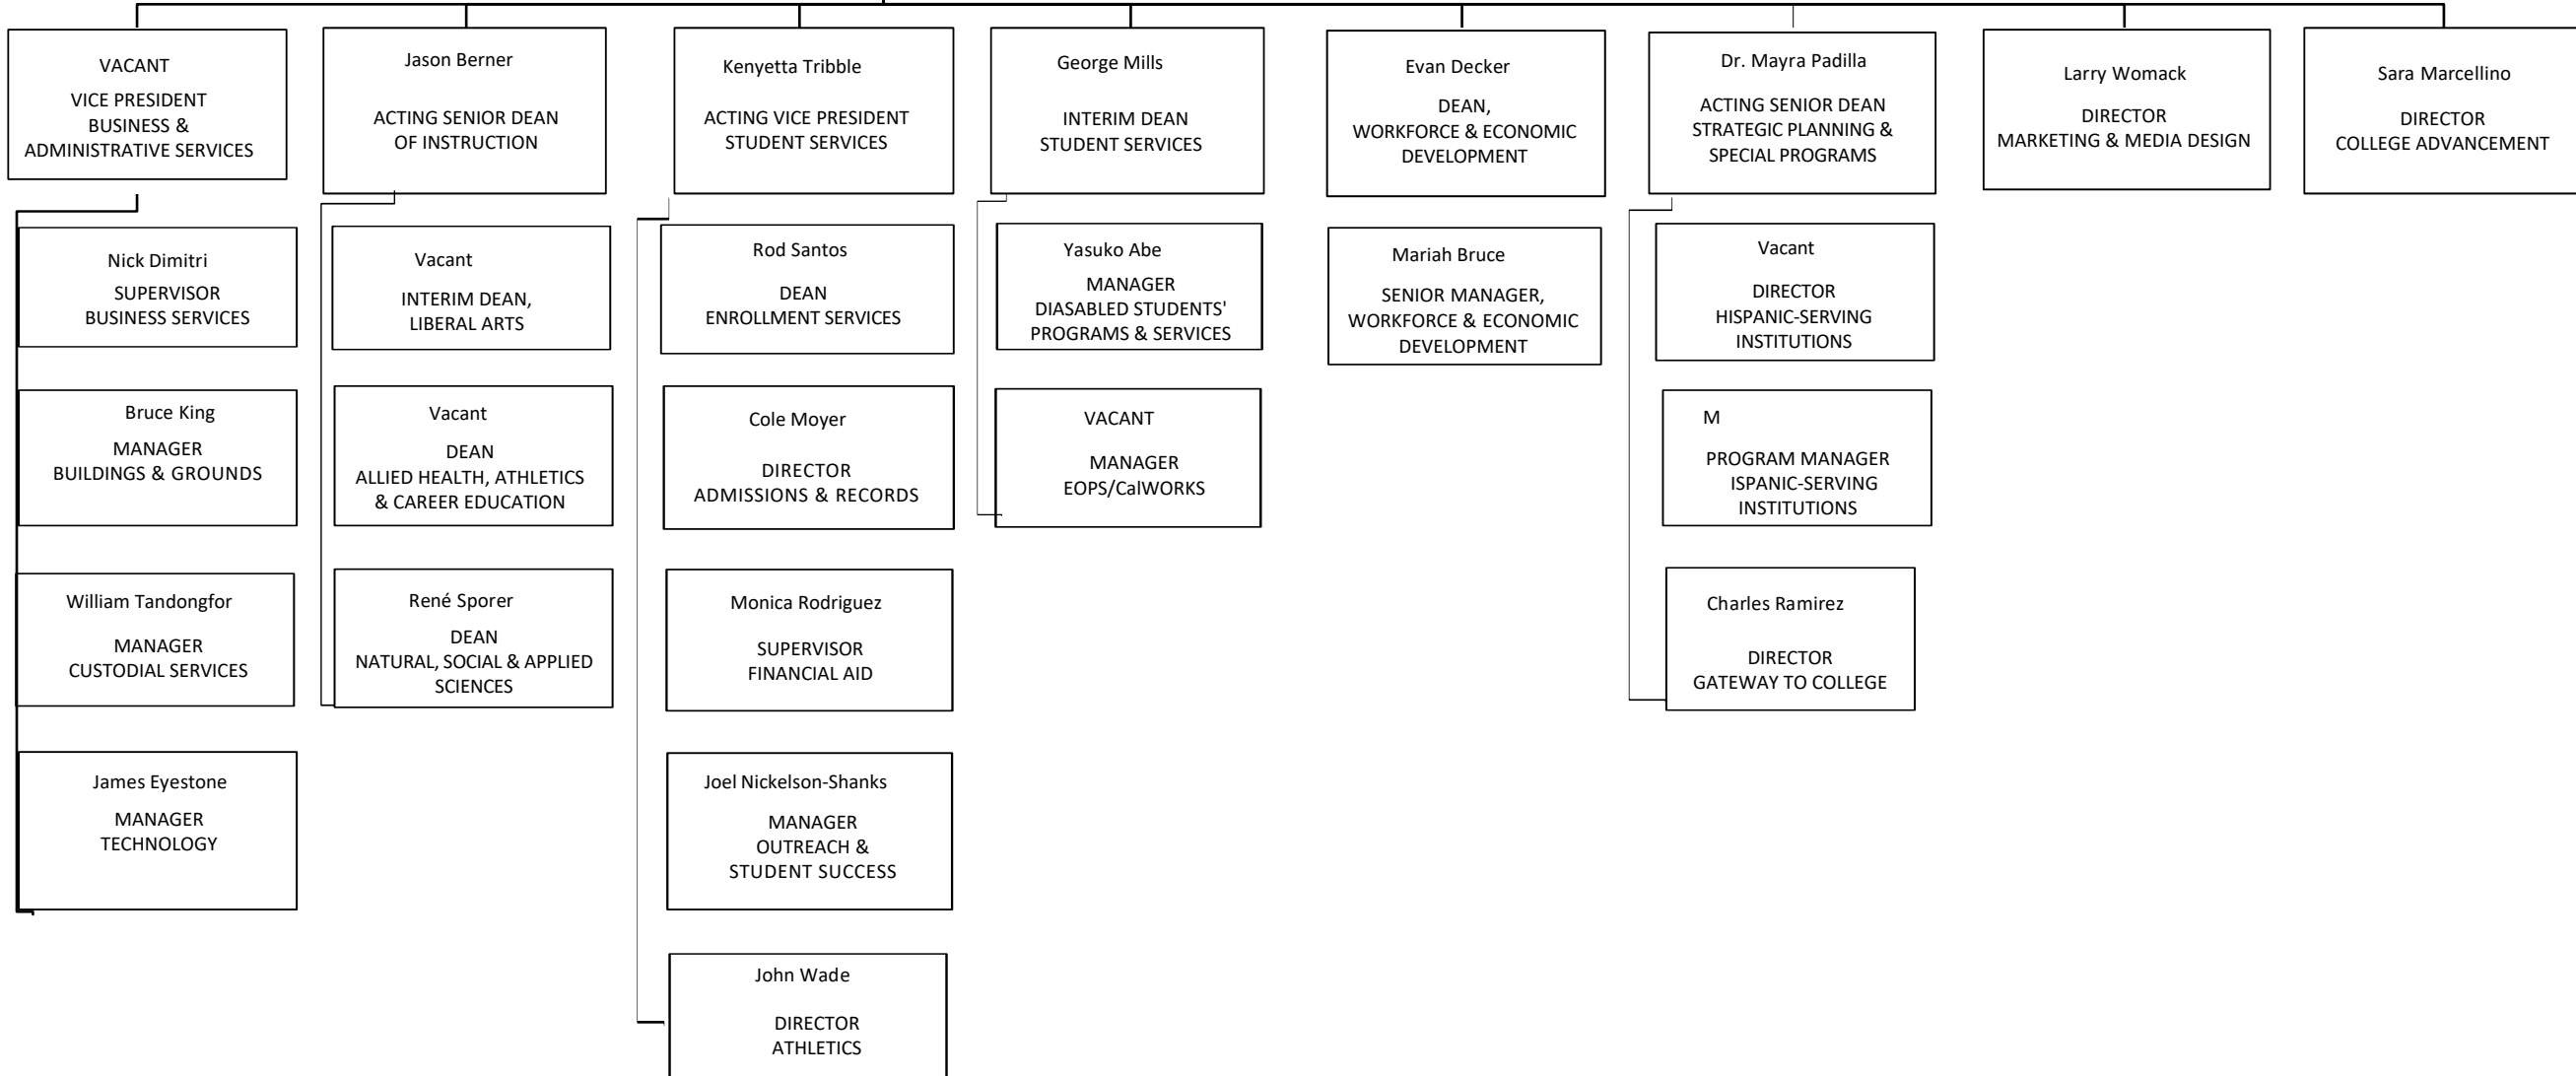 VACANT
VICE PRESIDENT
BUSINESS &
ADMINISTRATIVE SERVICES
Nick Dimitri
SUPERVISOR
BUSINESS SERVICES
Bruce King
MANAGER
BUILDINGS & GROUNDS
William Tandongfor
MANAGER
CUSTODIAL SERVICES
James Eyestone
MANAGER
TECHNOLOGY
Jason Berner
ACTING SENIOR DEAN
OF INSTRUCTION
Vacant
INTERIM DEAN,
LIBERAL ARTS
Vacant
DEAN
ALLIED HEALTH, ATHLETICS
& CAREER EDUCATION
René Sporer
DEAN
NATURAL, SOCIAL & APPLIED
SCIENCES
Kenyetta Tribble
ACTING VICE PRESIDENT
STUDENT SERVICES
Rod Santos
DEAN
ENROLLMENT SERVICES
Cole Moyer
DIRECTOR
ADMISSIONS & RECORDS
Monica Rodriguez
SUPERVISOR
FINANCIAL AID
Joel Nickelson-Shanks
MANAGER
OUTREACH &
STUDENT SUCCESS
John Wade
DIRECTOR
ATHLETICS
George Mills
INTERIM DEAN
STUDENT SERVICES
Yasuko Abe
MANAGER
DIASABLED STUDENTS'
PROGRAMS & SERVICES
VACANT
MANAGER
EOPS/CalWORKS
Evan Decker
DEAN,
WORKFORCE & ECONOMIC
DEVELOPMENT
Mariah Bruce
SENIOR MANAGER,
WORKFORCE & ECONOMIC
DEVELOPMENT
Dr. Mayra Padilla
ACTING SENIOR DEAN
STRATEGIC PLANNING &
SPECIAL PROGRAMS
Vacant
DIRECTOR
HISPANIC-SERVING
INSTITUTIONS
M
PROGRAM MANAGER
ISPANIC-SERVING
INSTITUTIONS
Charles Ramirez
DIRECTOR
GATEWAY TO COLLEGE
Larry Womack
DIRECTOR
MARKETING & MEDIA DESIGN
Sara Marcellino
DIRECTOR
COLLEGE ADVANCEMENT